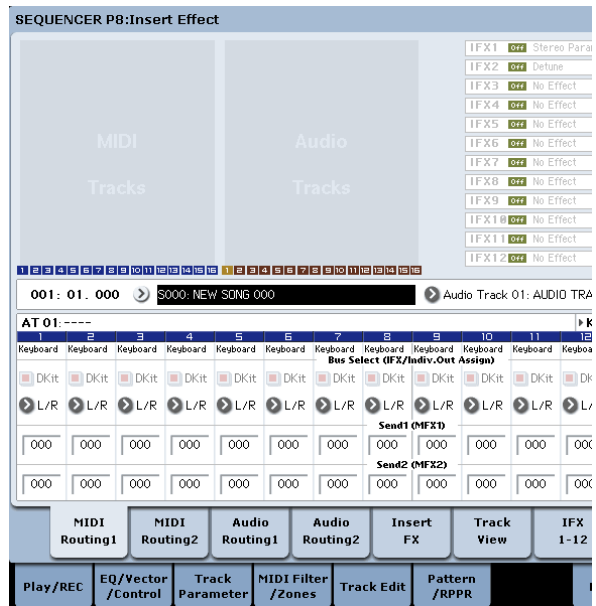 SEQUENCER P8:Insert Effect
IFX1 Off Stereo Para
IFX2 Off Detune
IFX3 Off No Effect
IFX4 Off No Effect
IFX5 Off No Effect
IFX6 Off No Effect
IFX7 Off No Effect
IFX8 Off No Effect
IFX9 Off No Effect
IFX10 Off No Effect
IFX11 Off No Effect
IFX12 Off No Effect
MIDI Tracks
Audio Tracks
1 2 3 4 5 6 7 8 9 10 11 12 13 14 15 16 1 2 3 4 5 6 7 8 9 10 11 12 13 14 15 16
001: 01. 000 S000: NEW SONG 000 Audio Track 01: AUDIO TRA
AT 01:---- K
1 2 3 4 5 6 7 8 9 10 11 12
Keyboard Keyboard Keyboard Keyboard Keyboard Keyboard Keyboard Keyboard Keyboard Keyboard Keyboard Keyboa
Bus Select (IFX/Indiv.Out Assign)
DKit DKit DKit DKit DKit DKit DKit DKit DKit DKit DKit DK
L/R L/R L/R L/R L/R L/R L/R L/R L/R L/R L/R L/
Send1 (MFX1)
000 000 000 000 000 000 000 000 000 000 000 00
Send2 (MFX2)
000 000 000 000 000 000 000 000 000 000 000 00
MIDI Routing1 MIDI Routing2 Audio Routing1 Audio Routing2 Insert FX Track View IFX 1-12
Play/REC EQ/Vector /Control Track Parameter MIDI Filter /Zones Track Edit Pattern /RPPR